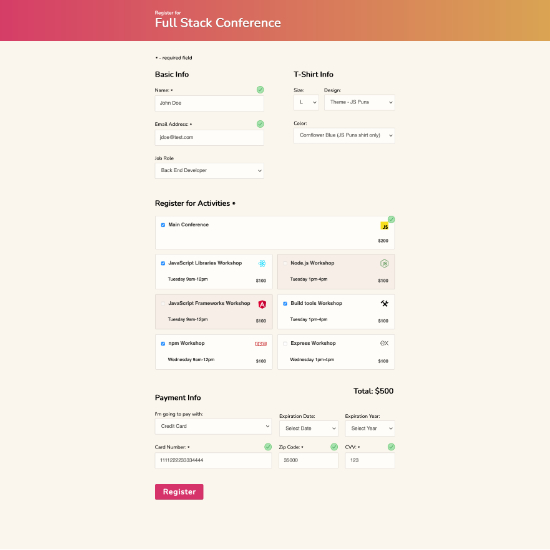 Register for
Full Stack Conference
* - required field
Basic Info
T-Shirt Info
Name: *
John Doe
Size:
L
Design:
Theme - JS Puns
Email Address: *
jdoe@test.com
Color:
Cornflower Blue (JS Puns shirt only)
Job Role
Back End Developer
Register for Activities *
Main Conference
JS
$200
JavaScript Libraries Workshop
Tuesday 9am-12pm
$100
Node.js Workshop
Tuesday 1pm-4pm
$100
JavaScript Frameworks Workshop
Tuesday 9am-12pm
$100
Build tools Workshop
Tuesday 1pm-4pm
$100
npm Workshop
npm
Wednesday 9am-12pm
$100
Express Workshop
Wednesday 1pm-4pm
$100
Total: $500
Payment Info
I'm going to pay with:
Credit Card
Expiration Date:
Select Date
Expiration Year:
Select Year
Card Number: *
Zip Code: *
CVV: *
123
Register